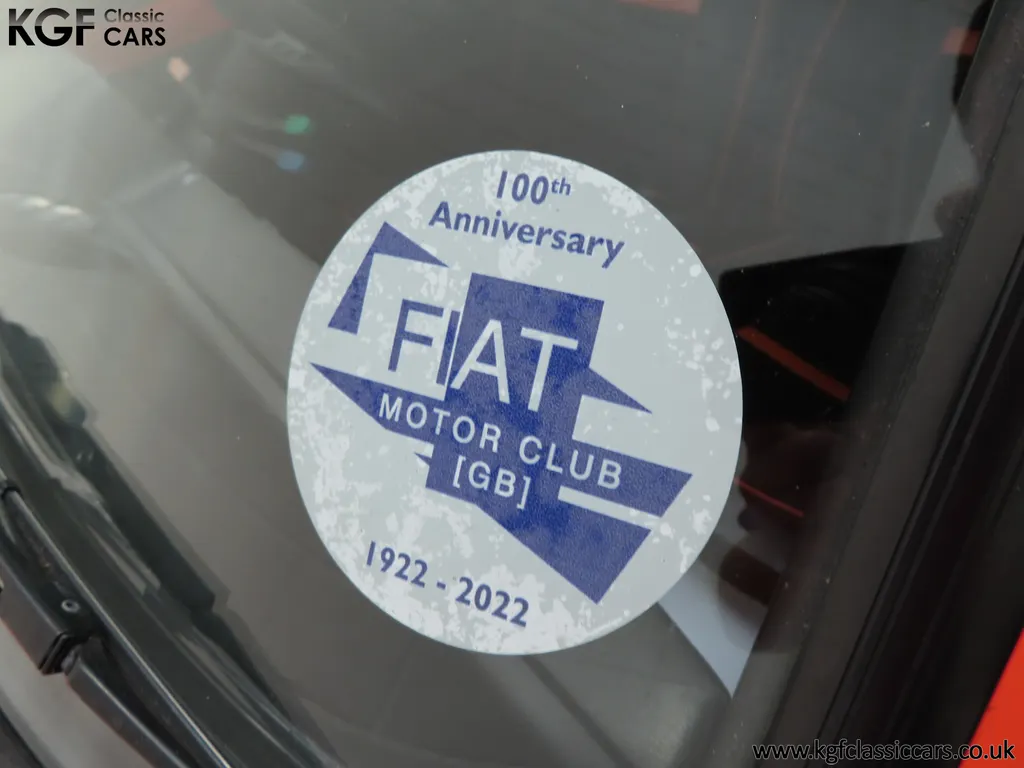 KGF Classic
CARS
100th
Anniversary
FIAT
MOTOR CLUB
[GB]
1922 - 2022
www.kgfclassiccars.co.uk